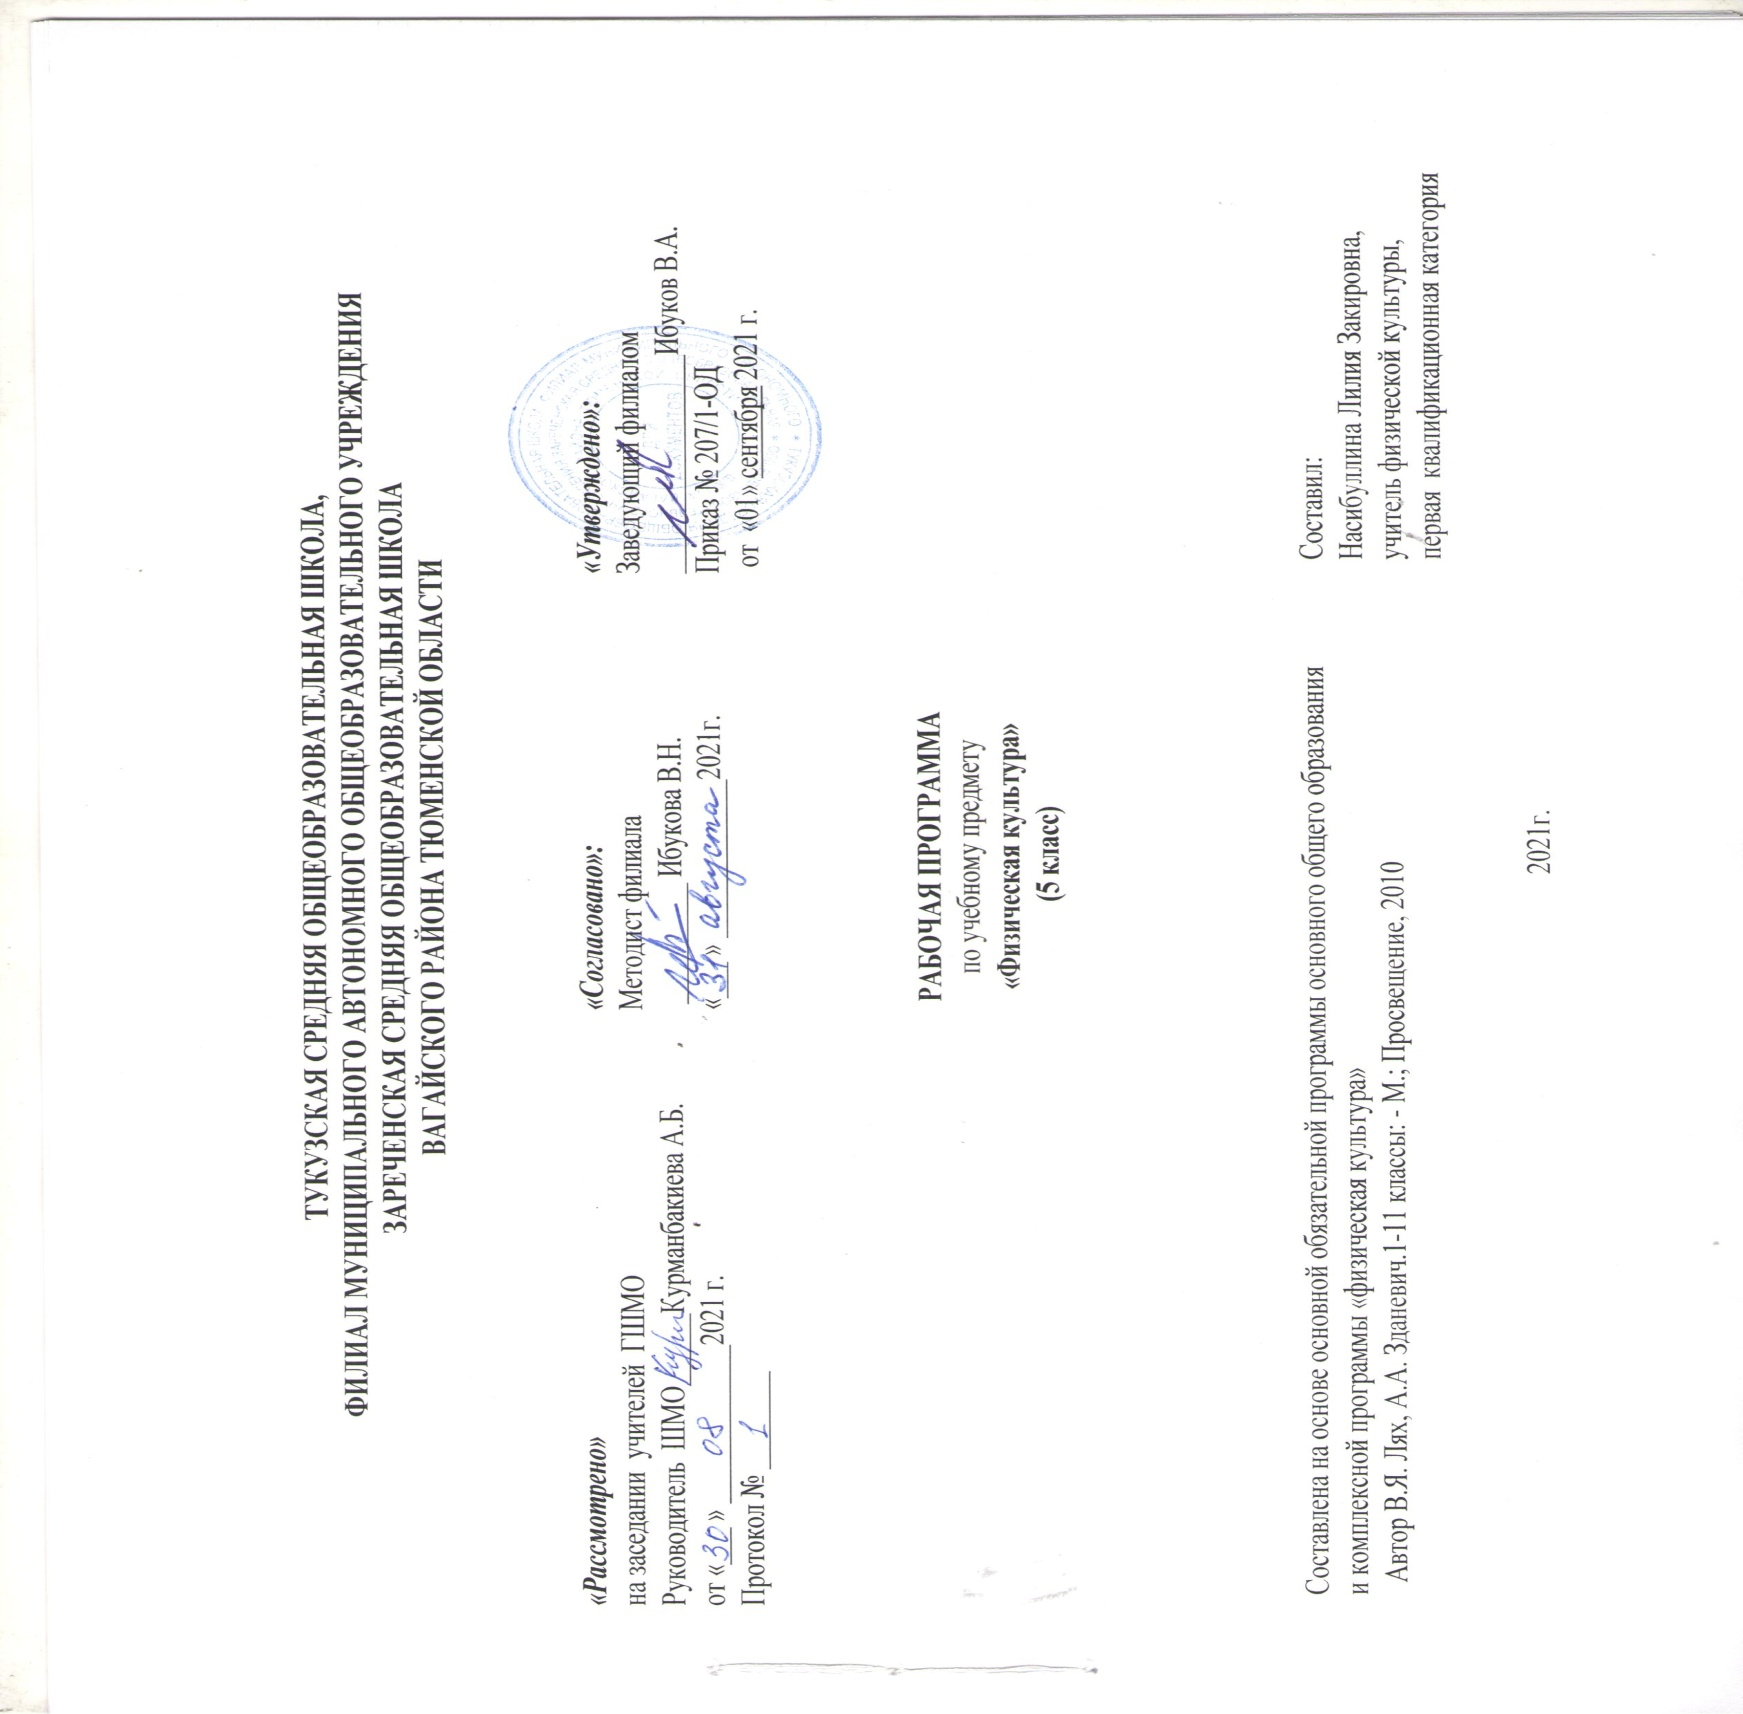 ТУКУЗСКАЯ СРЕДНЯЯ ОБЩЕОБРАЗОВАТЕЛЬНАЯ ШКОЛА,
ФИЛИАЛ МУНИЦИПАЛЬНОГО АВТОНОМНОГО ОБЩЕОБРАЗОВАТЕЛЬНОГО УЧРЕЖДЕНИЯ
ЗАРЕЧЕНСКАЯ СРЕДНЯЯ ОБЩЕОБРАЗОВАТЕЛЬНАЯ ШКОЛА
ВАГАЙСКОГО РАЙОНА ТЮМЕНСКОЙ ОБЛАСТИ
«Рассмотрено»
на заседании учителей ГШМО
Руководитель ШМО Курманбакиева А.Б.
от «30» 08 2021 г.
Протокол № 1
«Согласовано»:
Методист филиала
Ибукова В.Н.
«31» августа 2021г.
«Утверждено»:
Заведующий филиалом
Ибуков В.А.
Приказ № 207/1-ОД
от «01» сентября 2021 г.
РАБОЧАЯ ПРОГРАММА
по учебному предмету
«Физическая культура»
(5 класс)
Составлена на основе основной обязательной программы основного общего образования
и комплексной программы «физическая культура»
Автор В.Я. Лях, А.А. Зданевич.1-11 классы: - М.; Просвещение, 2010
Составил:
Насибуллина Лилия Закировна,
учитель физической культуры,
первая квалификационная категория
2021г.